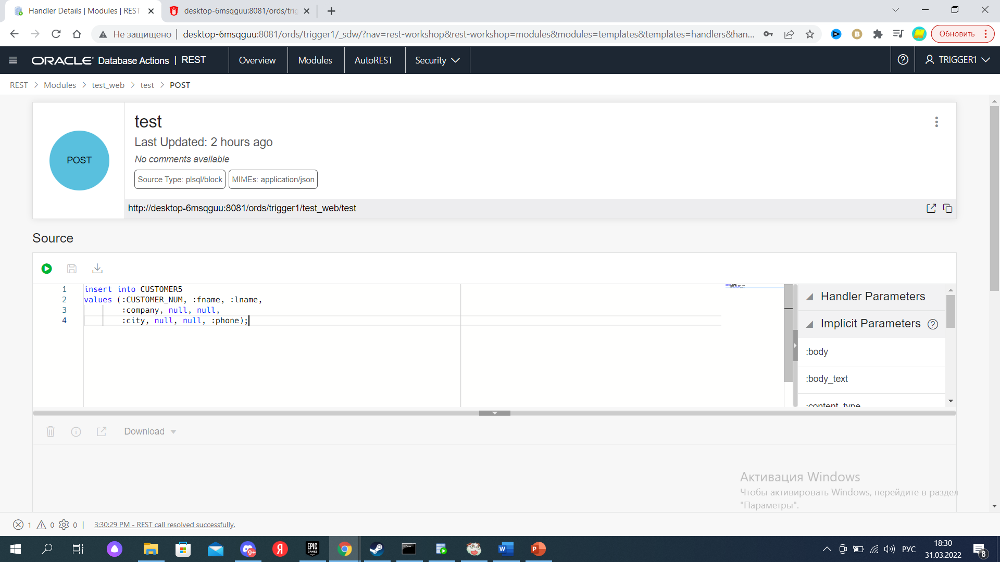 Handler Details | Modules | REST
desktop-6msqguu:8081/ords/trig
Не защищено
desktop-6msqguu:8081/ords/trigger1/_sdw/?nav=rest-workshop&rest-workshop=modules&modules=templates&templates=handlers&han...
Обновить
ORACLE Database Actions | REST
Overview
Modules
AutoREST
Security
TRIGGER1
REST > Modules > test_web > test > POST
POST
test
Last Updated: 2 hours ago
No comments available
Source Type: plsql/block
MIMEs: application/json
http://desktop-6msqguu:8081/ords/trigger1/test_web/test
Source
1 insert into CUSTOMER5
2 values (:CUSTOMER_NUM, :fname, :lname,
3 :company, null, null,
4 :city, null, null, :phone);
Handler Parameters
Implicit Parameters
:body
:body_text
:content_type
Download
Активация Windows
Чтобы активировать Windows, перейдите в раздел
"Параметры".
1 0 0 | 3:30:29 PM - REST call resolved successfully.
9+
Я
EPIC GAMES
W
P
РУС
18:30
31.03.2022
8